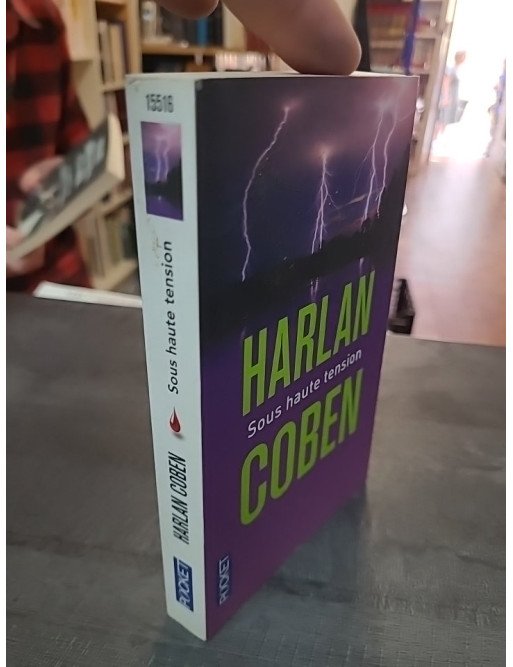 15516
Sous haute tension
HARLAN COBEN
POCKET
HARLAN
Sous haute tension
COBEN
POCKET